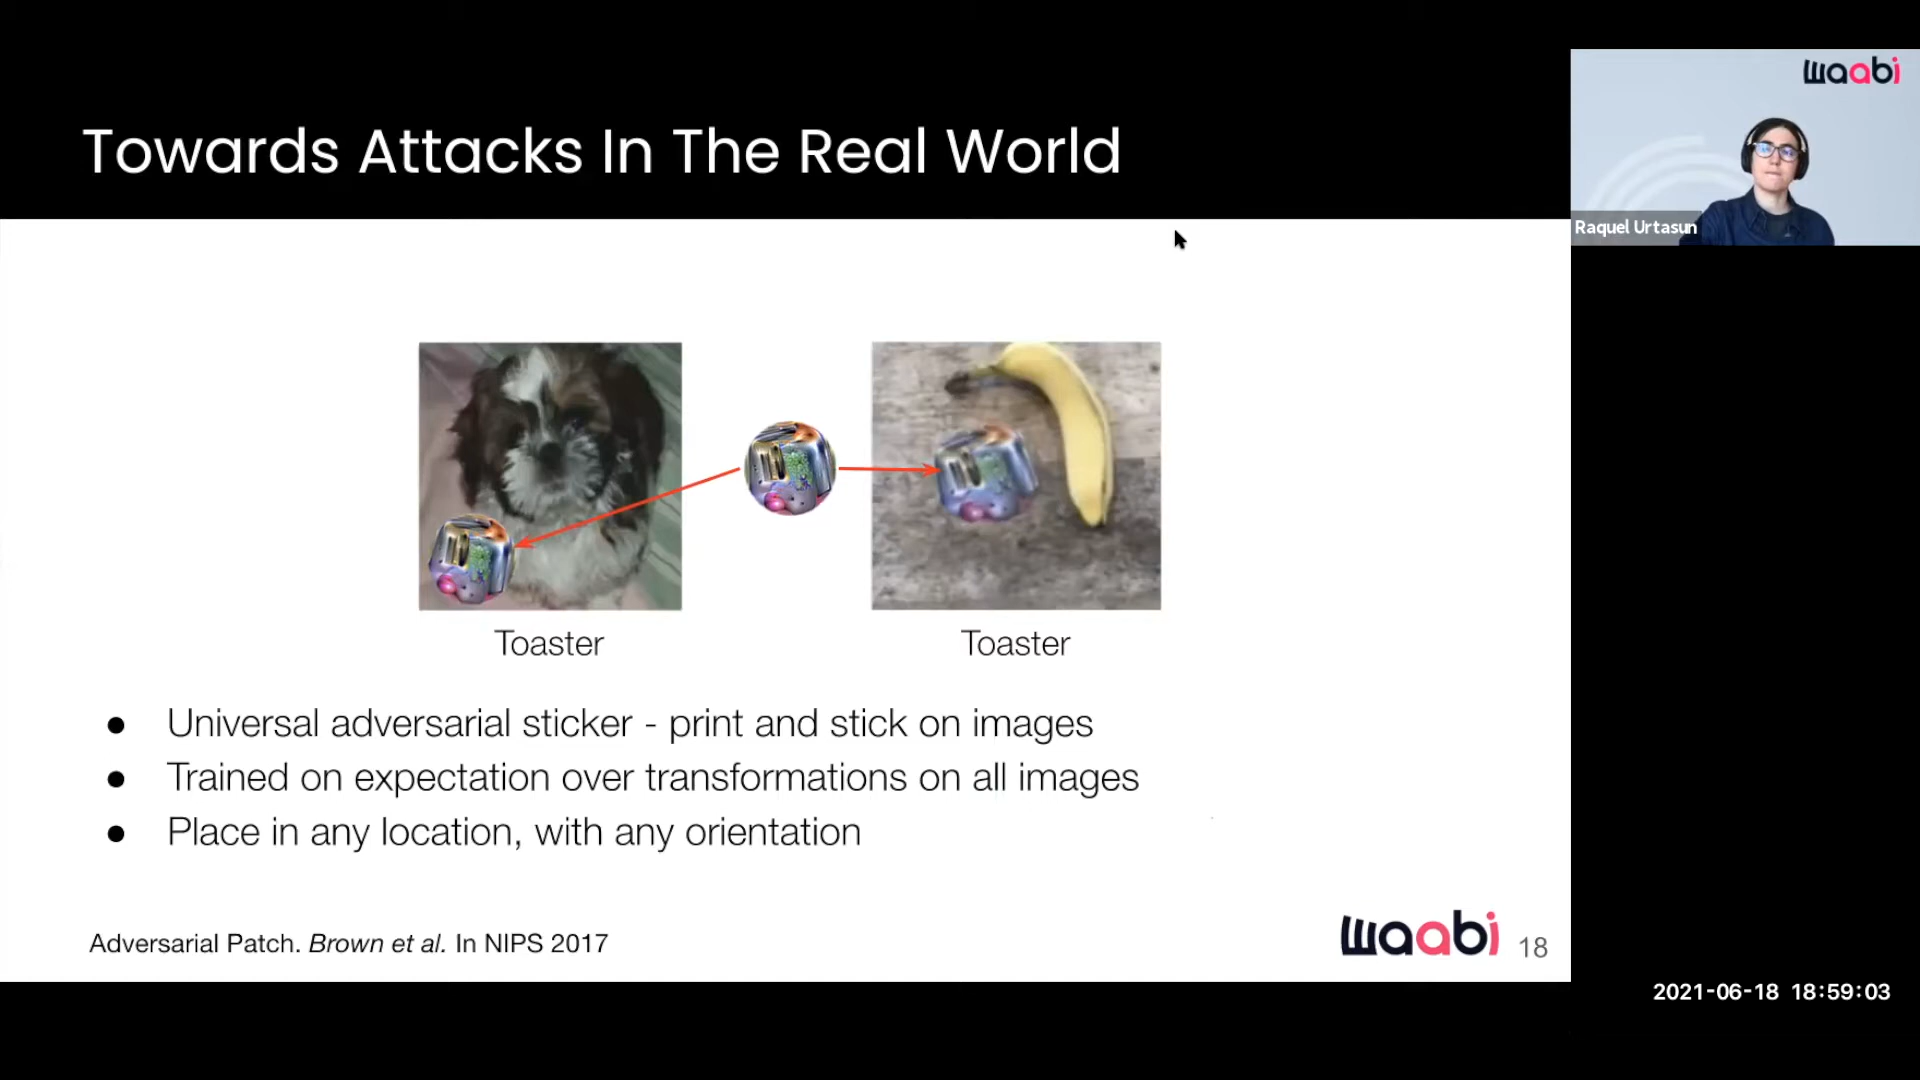 Towards Attacks In The Real World
waabi
Raquel Urtasun
Toaster
Toaster
● Universal adversarial sticker - print and stick on images
● Trained on expectation over transformations on all images
● Place in any location, with any orientation
Adversarial Patch. Brown et al. In NIPS 2017
waabi 18
2021-06-18 18:59:03